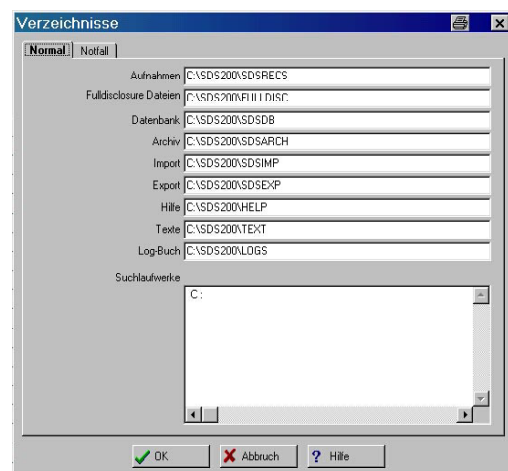 Verzeichnisse
Normal Notfall
Aufnahmen C:\SDS200\SDSRECS
Fulldisclosure Dateien C:\SDS200\FULLDISC
Datenbank C:\SDS200\SDSDB
Archiv C:\SDS200\SDSARCH
Import C:\SDS200\SDSIMP
Export C:\SDS200\SDSEXP
Hilfe C:\SDS200\HELP
Texte C:\SDS200\TEXT
Log-Buch C:\SDS200\LOGS
Suchlaufwerke
C:
OK Abbruch ? Hilfe